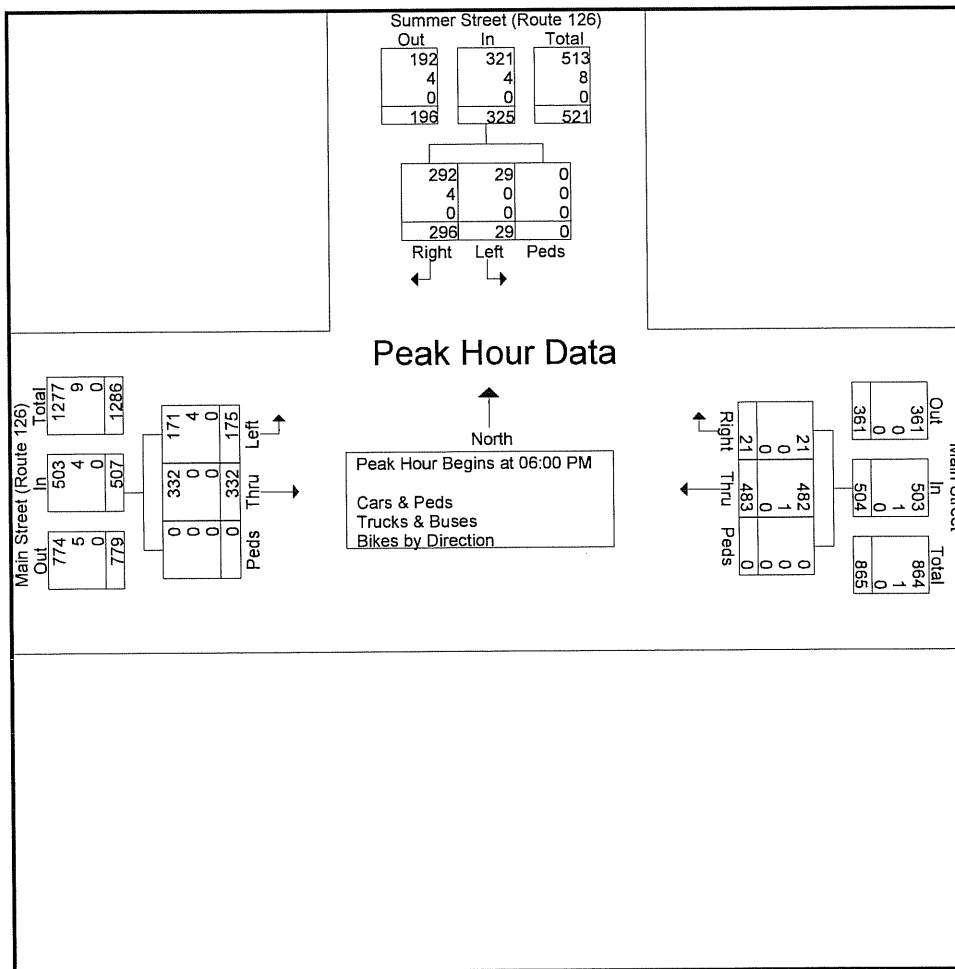 Summer Street (Route 126)
Out In Total
192 321 513
4 4 8
0 0 0
196 325 521
292 29 0
4 0 0
0 0 0
296 29 0
Right Left Peds
Peak Hour Data
North
Peak Hour Begins at 06:00 PM
Cars & Peds
Trucks & Buses
Bikes by Direction
Main Street (Route 126)
Out In Total
774 503 1277
5 4 9
0 0 0
779 507 1286
171 332 0
4 0 0
0 0 0
175 332 0
Left Thru Peds
Main Street
Out In Total
361 503 864
0 1 1
0 0 0
361 504 865
21 482 0
0 1 0
0 0 0
21 483 0
Right Thru Peds